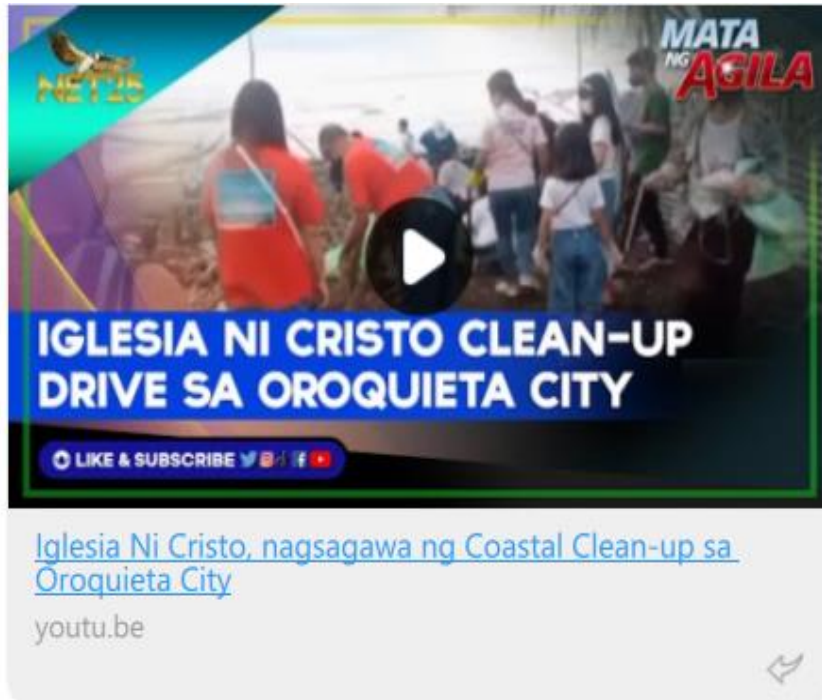 NET25
MATA
NG AGILA
IGLESIA NI CRISTO CLEAN-UP
DRIVE SA OROQUIETA CITY
LIKE & SUBSCRIBE
Iglesia Ni Cristo, nagsagawa ng Coastal Clean-up sa
Oroquieta City
youtu.be